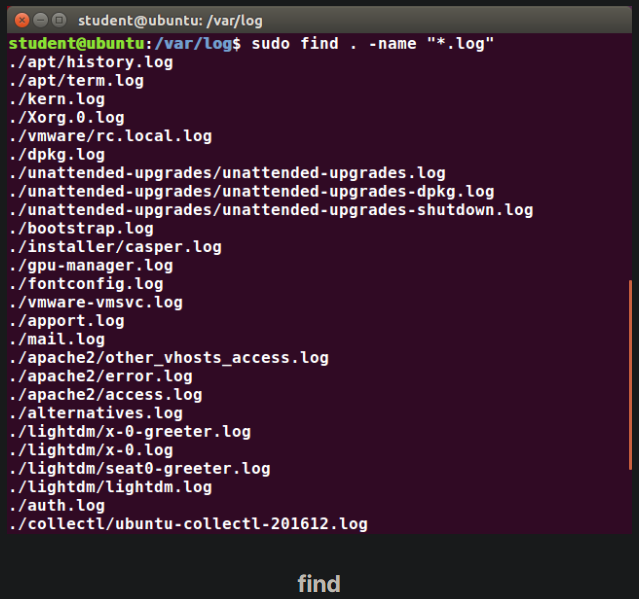 student@ubuntu: /var/log
student@ubuntu:/var/log$ sudo find . -name "*.log"
./apt/history.log
./apt/term.log
./kern.log
./Xorg.0.log
./vmware/rc.local.log
./dpkg.log
./unattended-upgrades/unattended-upgrades.log
./unattended-upgrades/unattended-upgrades-dpkg.log
./unattended-upgrades/unattended-upgrades-shutdown.log
./bootstrap.log
./installer/casper.log
./gpu-manager.log
./fontconfig.log
./vmware-vmsvc.log
./apport.log
./mail.log
./apache2/other_vhosts_access.log
./apache2/error.log
./apache2/access.log
./alternatives.log
./lightdm/x-0-greeter.log
./lightdm/x-0.log
./lightdm/seat0-greeter.log
./lightdm/lightdm.log
./auth.log
./collectl/ubuntu-collectl-201612.log
find